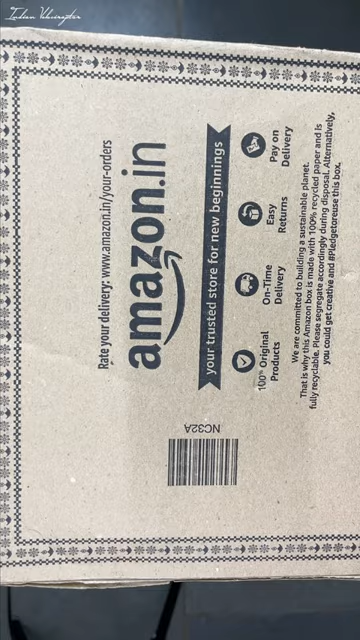 Rate your delivery: www.amazon.in/your-orders
amazon.in
your trusted store for new beginnings
100% Original
Products
On-Time
Delivery
Easy
Returns
Pay on
Delivery
We are committed to building a sustainable planet.
That is why this Amazon box is made with 100% recycled paper and is
fully recyclable. Please segregate accordingly during disposal. Alternatively,
you could get creative and #Pledgetoreuse this box.
NC32A